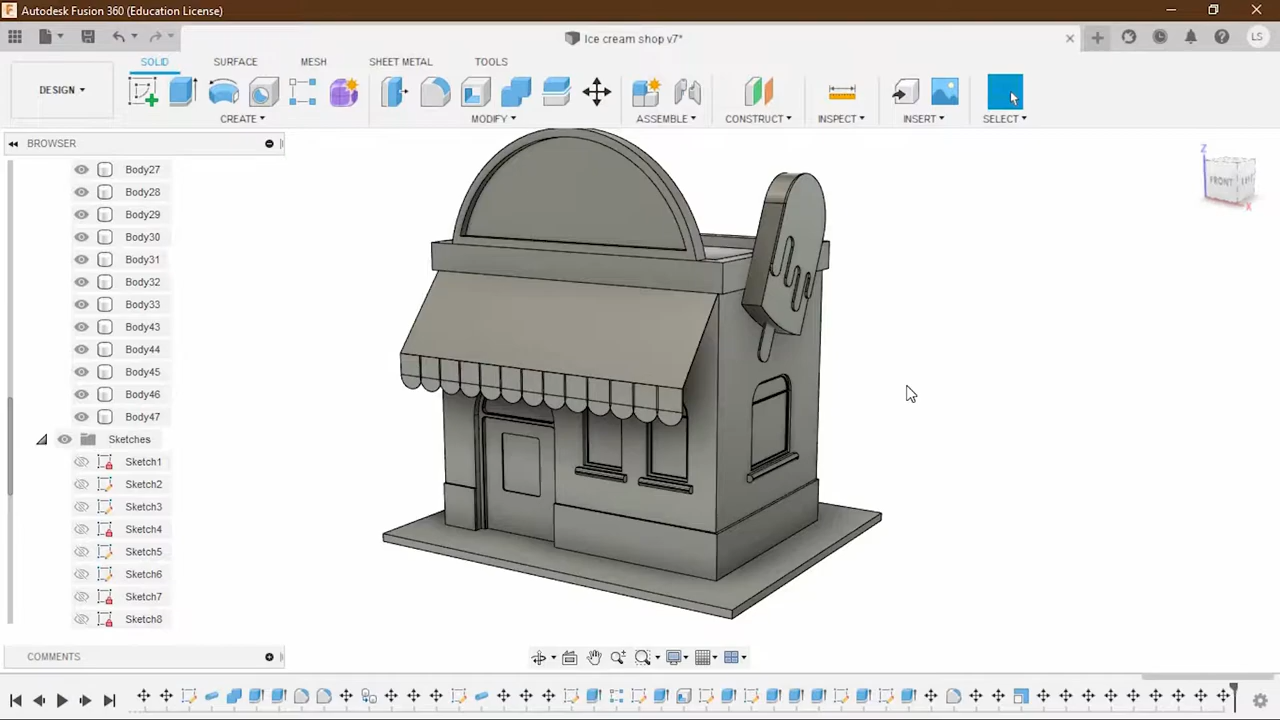 Autodesk Fusion 360 (Education License)
Ice cream shop v7*
LS
DESIGN
SOLID
SURFACE
MESH
SHEET METAL
TOOLS
CREATE
MODIFY
ASSEMBLE
CONSTRUCT
INSPECT
INSERT
SELECT
BROWSER
Body27
Body28
Body29
Body30
Body31
Body32
Body33
Body43
Body44
Body45
Body46
Body47
Sketches
Sketch1
Sketch2
Sketch3
Sketch4
Sketch5
Sketch6
Sketch7
Sketch8
Z
FRONT
X
COMMENTS